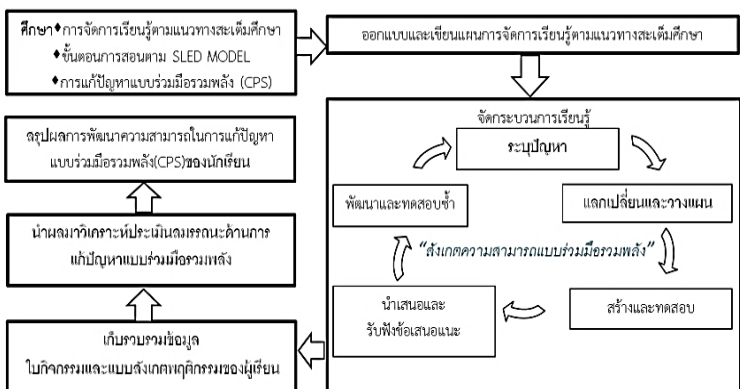 ศึกษา♦การจัดการเรียนรู้ตามแนวทางสะเต็มศึกษา
♦ขั้นตอนการสอนตาม SLED MODEL
♦การแก้ปัญหาแบบร่วมมือรวมพลัง (CPS)
ออกแบบและเขียนแผนการจัดการเรียนรู้ตามแนวทางสะเต็มศึกษา
จัดกระบวนการเรียนรู้
ระบุปัญหา
แลกเปลี่ยนและวางแผน
สร้างและทดสอบ
นำเสนอและ
รับฟังข้อเสนอแนะ
พัฒนาและทดสอบซ้ำ
“สังเกตความสามารถแบบร่วมมือรวมพลัง”
เก็บรวบรวมข้อมูล
ใบกิจกรรมและแบบสังเกตพฤติกรรมของผู้เรียน
นำผลมาวิเคราะห์ประเมินสมรรถนะด้านการ
แก้ปัญหาแบบร่วมมือรวมพลัง
สรุปผลการพัฒนาความสามารถในการแก้ปัญหา
แบบร่วมมือรวมพลัง(CPS)ของนักเรียน